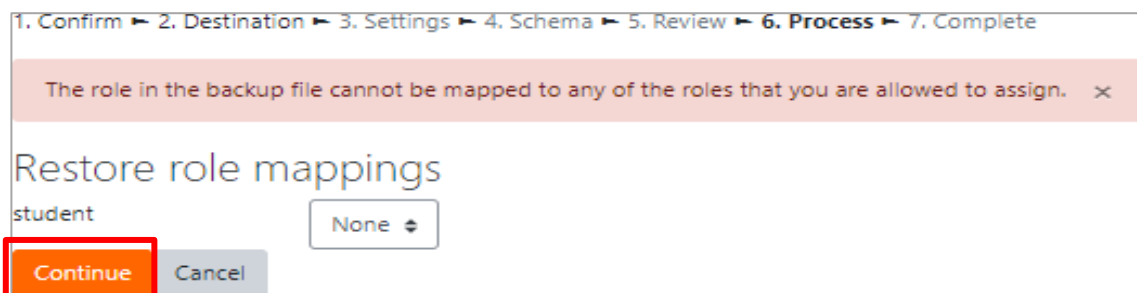 1. Confirm ► 2. Destination ► 3. Settings ► 4. Schema ► 5. Review ► 6. Process ► 7. Complete
The role in the backup file cannot be mapped to any of the roles that you are allowed to assign. ×
Restore role mappings
student None
Continue Cancel